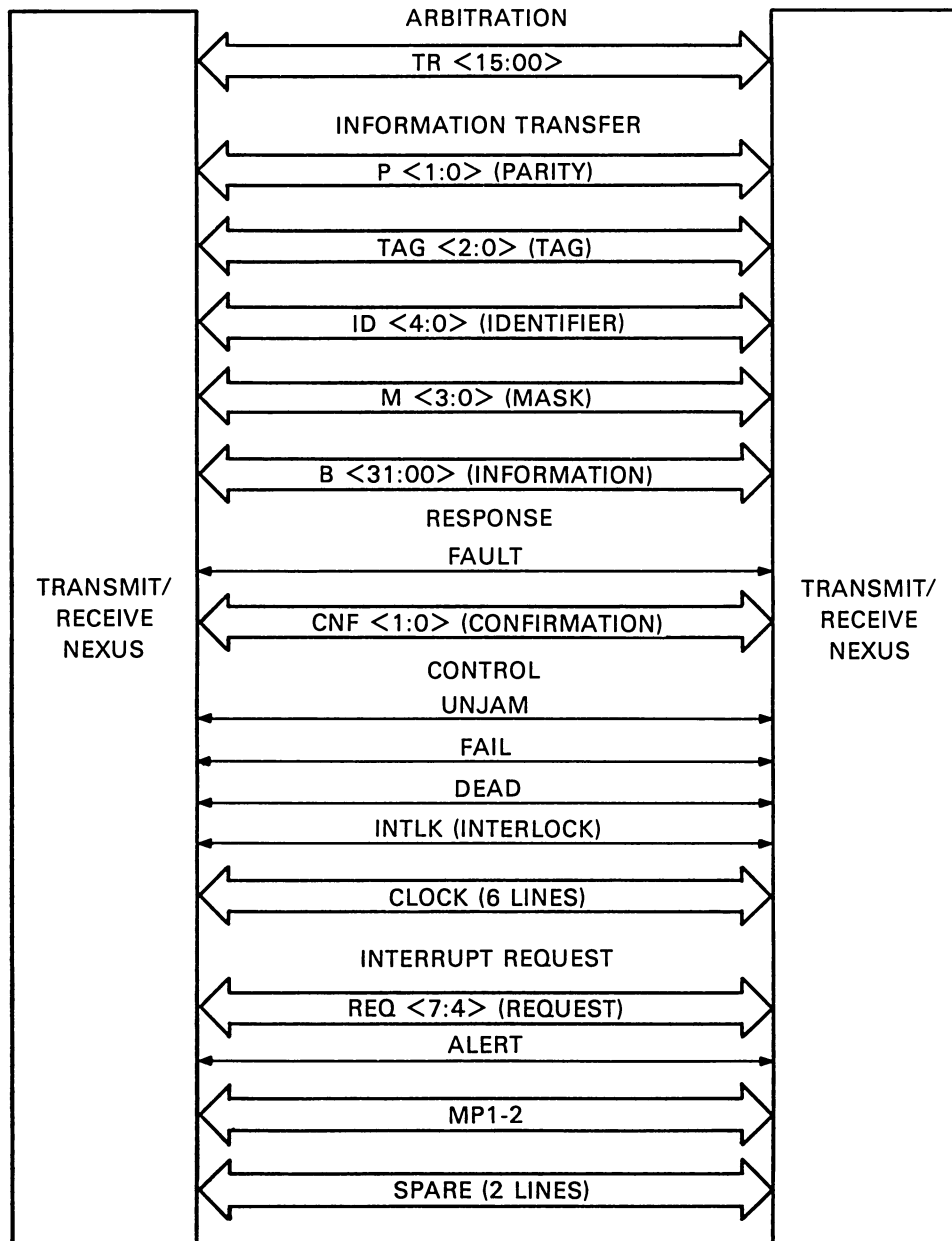 ARBITRATION
TR <15:00>
INFORMATION TRANSFER
P <1:0> (PARITY)
TAG <2:0> (TAG)
ID <4:0> (IDENTIFIER)
M <3:0> (MASK)
B <31:00> (INFORMATION)
RESPONSE
FAULT
TRANSMIT/
RECEIVE
NEXUS
CNF <1:0> (CONFIRMATION)
TRANSMIT/
RECEIVE
NEXUS
CONTROL
UNJAM
FAIL
DEAD
INTLK (INTERLOCK)
CLOCK (6 LINES)
INTERRUPT REQUEST
REQ <7:4> (REQUEST)
ALERT
MP1-2
SPARE (2 LINES)